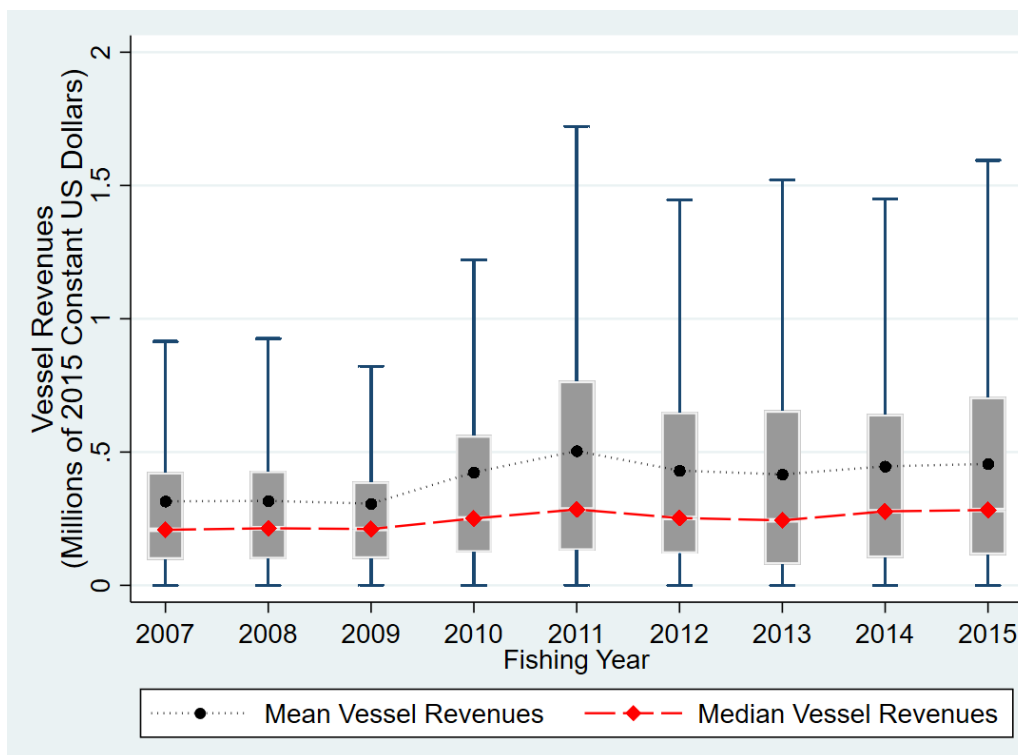 Vessel Revenues
(Millions of 2015 Constant US Dollars)
2
1.5
1
.5
0
2007 2008 2009 2010 2011 2012 2013 2014 2015
Fishing Year
Mean Vessel Revenues Median Vessel Revenues